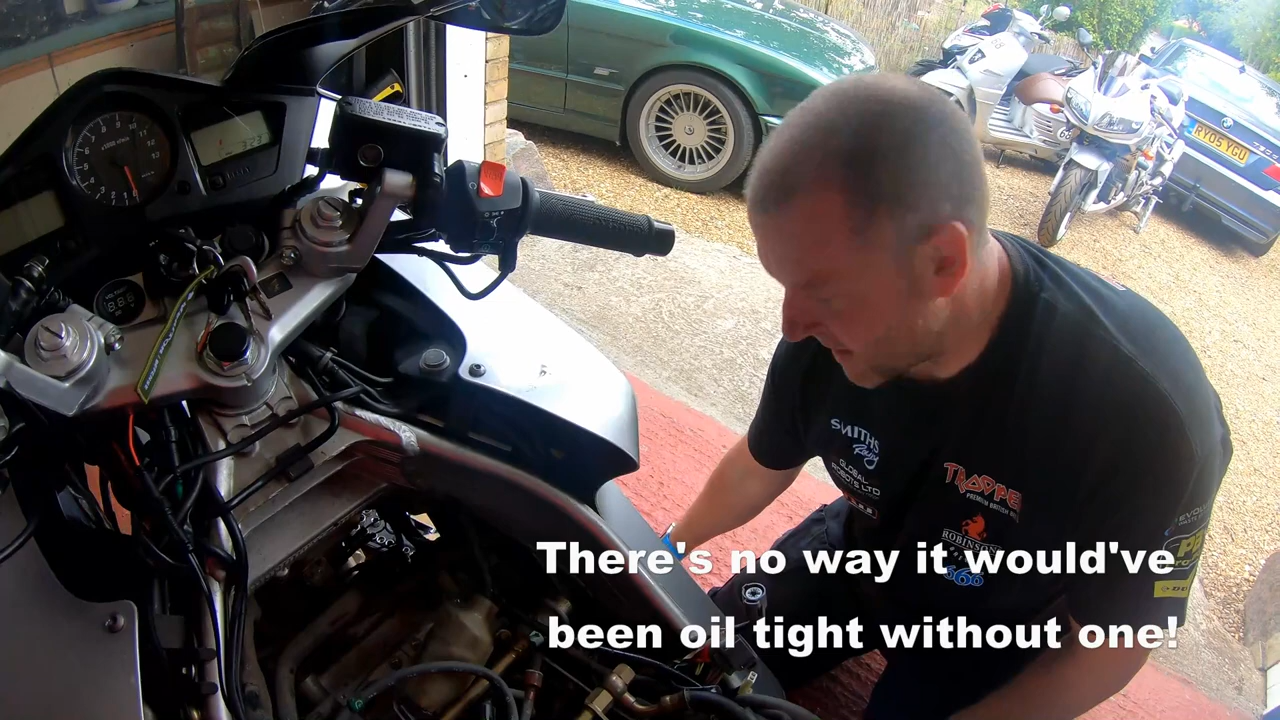 RY05 YGU
SMITHS
Racing
GLOBAL
ROBOTS LTD
TROOPER
PREMIUM BRITISH
ROBINSONS
666
There's no way it would've
been oil tight without one!